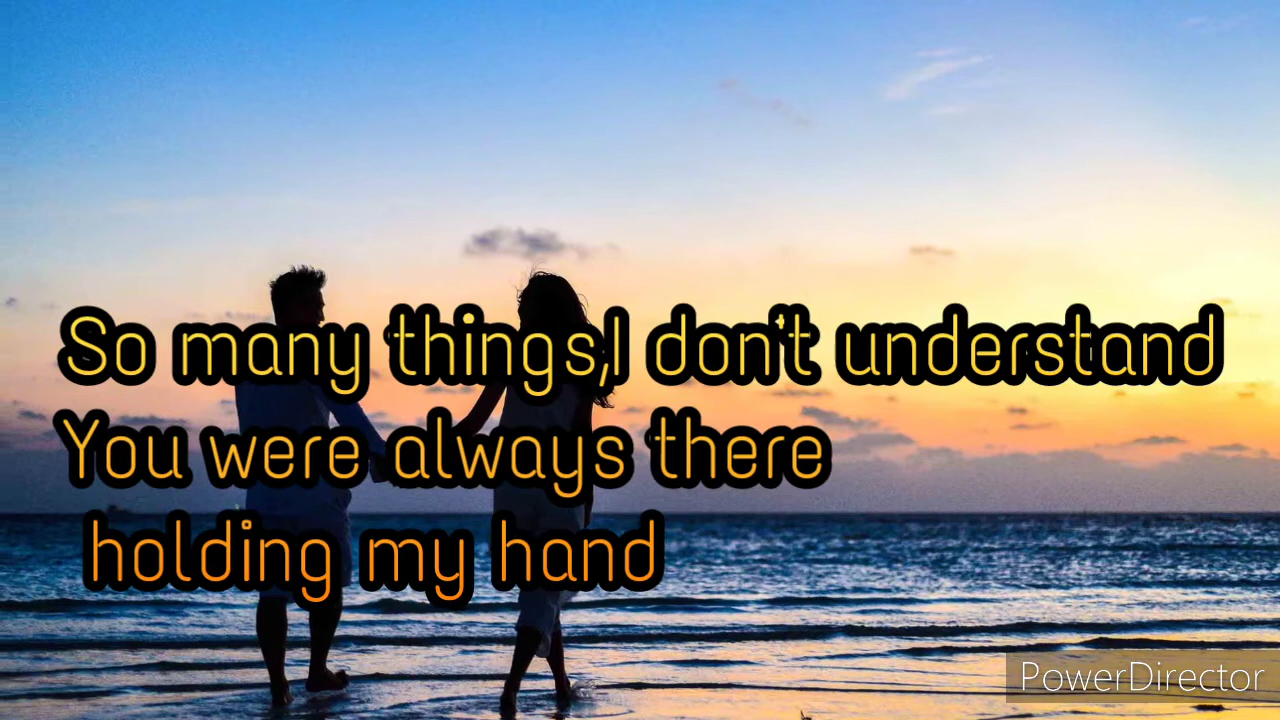 So many things,I don't understand
You were always there
holding my hand
PowerDirector